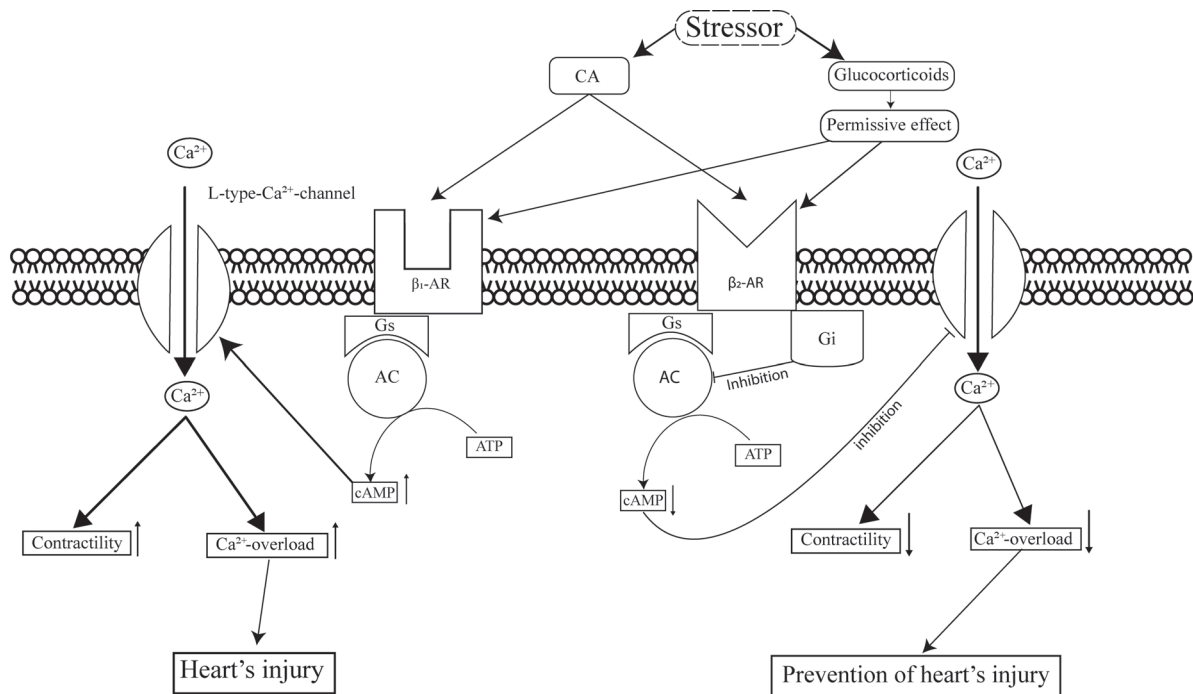 Stressor
CA
Glucocorticoids
Permissive effect
Ca²⁺
Ca²⁺
L-type-Ca²⁺-channel
β₁-AR
β₂-AR
Gs
Gs
Gi
AC
AC
Inhibition
Ca²⁺
Ca²⁺
inhibition
ATP
ATP
cAMP
cAMP
Contractility
Ca²⁺-overload
Contractility
Ca²⁺-overload
Heart's injury
Prevention of heart's injury